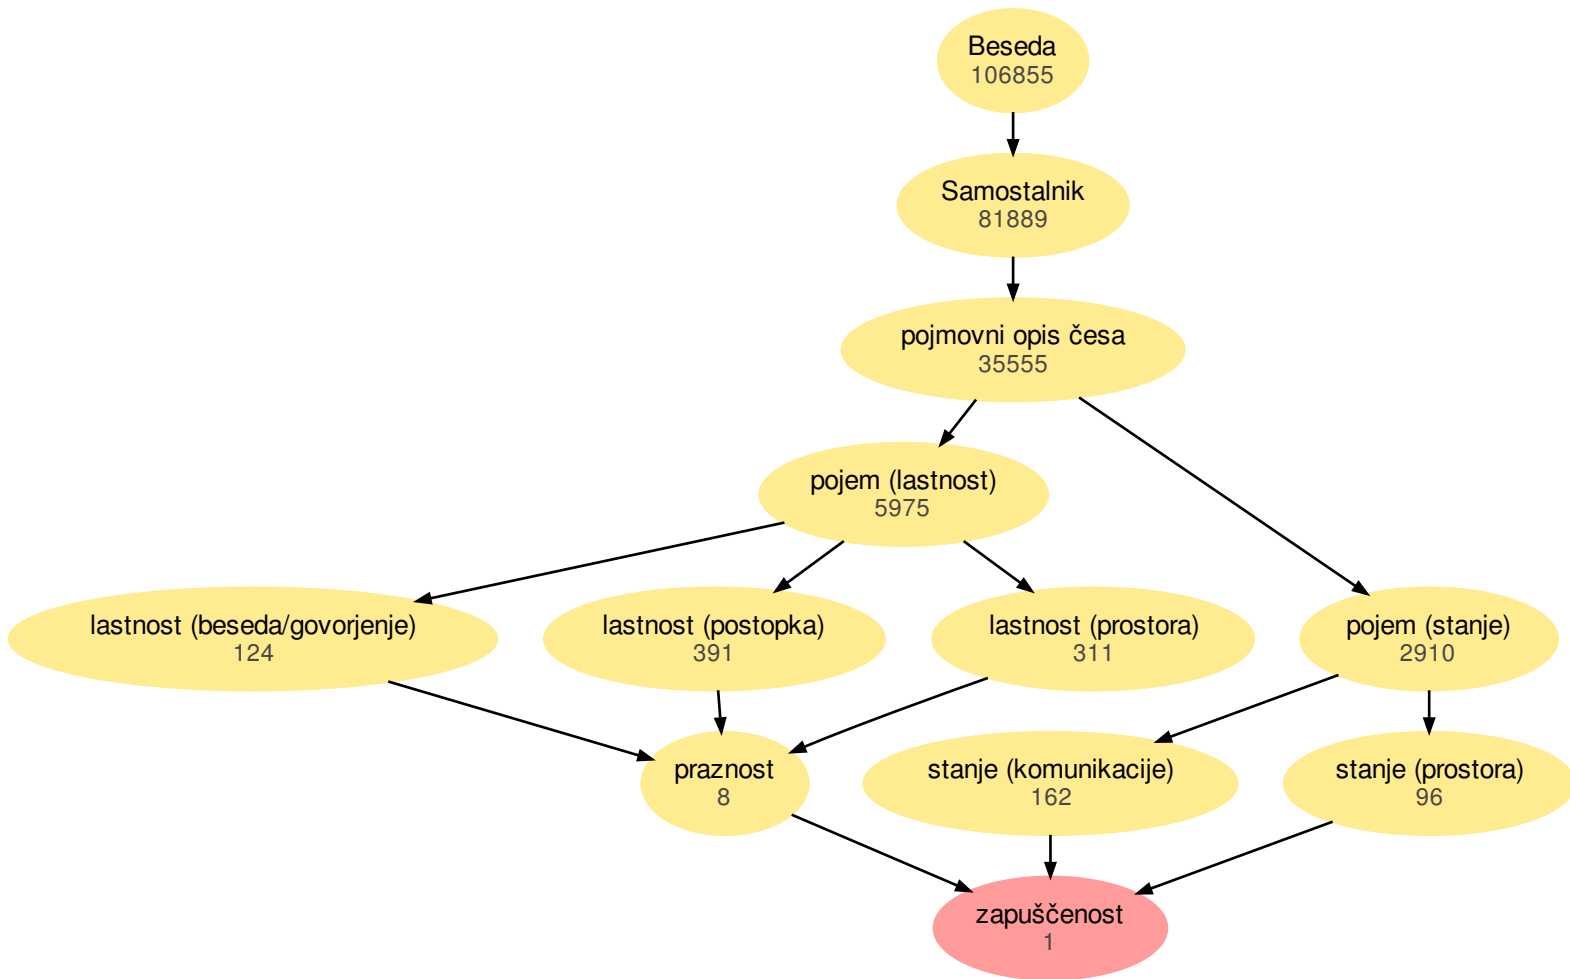 Beseda
106855
Samostalnik
81889
pojmovni opis česa
35555
pojem (lastnost)
5975
lastnost (beseda/govorjenje)
124
lastnost (postopka)
391
lastnost (prostora)
311
pojem (stanje)
2910
praznost
8
stanje (komunikacije)
162
stanje (prostora)
96
zapuščenost
1